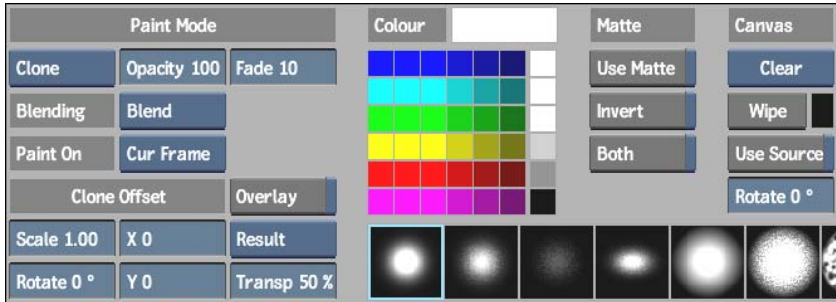 Paint Mode
Colour
Matte
Canvas
Clone
Opacity 100
Fade 10
Use Matte
Clear
Blending
Blend
Invert
Wipe
Paint On
Cur Frame
Both
Use Source
Clone Offset
Overlay
Rotate 0 °
Scale 1.00
X 0
Result
Rotate 0 °
Y 0
Transp 50 %